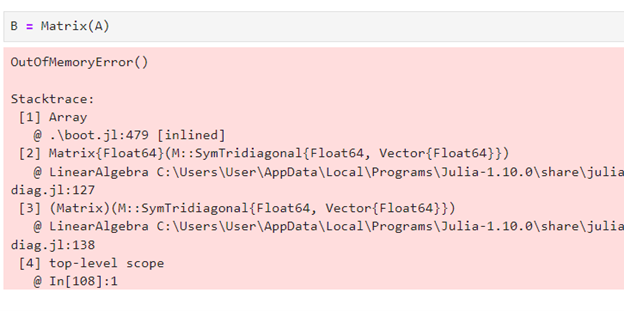 B = Matrix(A)
OutOfMemoryError()
Stacktrace:
[1] Array
@ .\boot.jl:479 [inlined]
[2] Matrix{Float64}(M::SymTridiagonal{Float64, Vector{Float64}})
@ LinearAlgebra C:\Users\User\AppData\Local\Programs\Julia-1.10.0\share\julia
diag.jl:127
[3] (Matrix)(M::SymTridiagonal{Float64, Vector{Float64}})
@ LinearAlgebra C:\Users\User\AppData\Local\Programs\Julia-1.10.0\share\julia
diag.jl:138
[4] top-level scope
@ In[108]:1